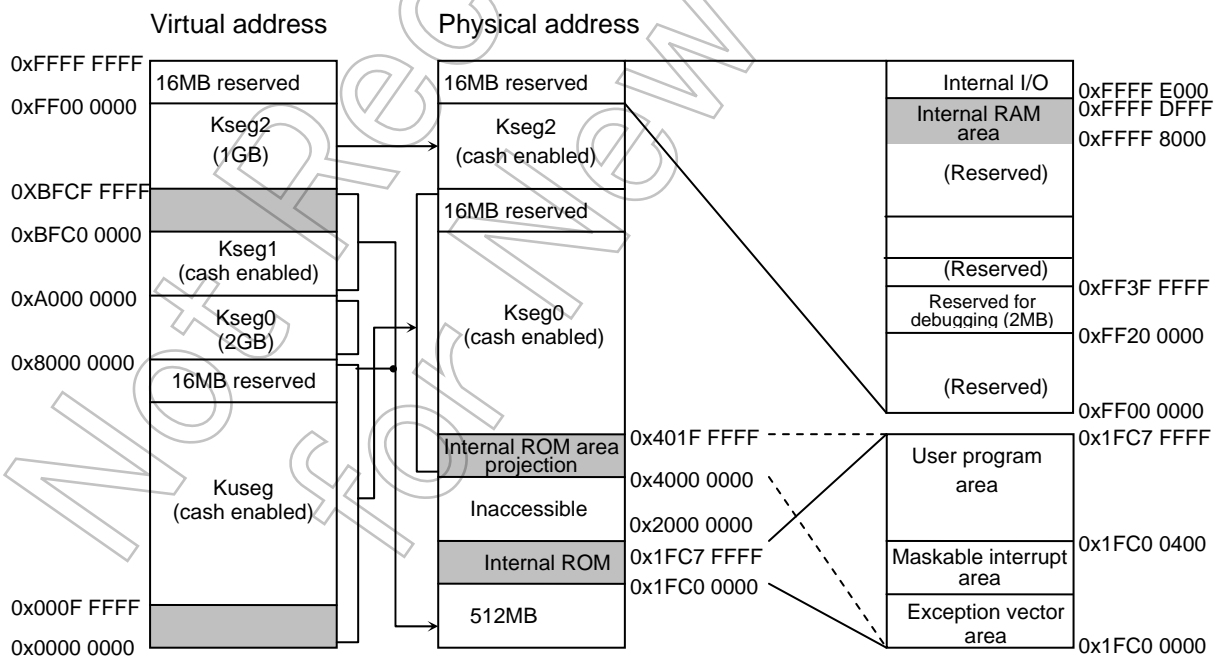 Virtual address
Physical address
0xFFFF FFFF
0xFF00 0000
0XBFCF FFFF
0xBFC0 0000
0xA000 0000
0x8000 0000
0x000F FFFF
0x0000 0000
16MB reserved
Kseg2
(1GB)
Kseg1
(cash enabled)
Kseg0
(2GB)
16MB reserved
Kuseg
(cash enabled)
16MB reserved
Kseg2
(cash enabled)
16MB reserved
Kseg0
(cash enabled)
Internal ROM area
projection
Inaccessible
Internal ROM
512MB
0x401F FFFF
0x4000 0000
0x2000 0000
0x1FC7 FFFF
0x1FC0 0000
Internal I/O
Internal RAM
area
(Reserved)
(Reserved)
Reserved for
debugging (2MB)
(Reserved)
0xFFFF E000
0xFFFF DFFF
0xFFFF 8000
0xFF3F FFFF
0xFF20 0000
0xFF00 0000
User program
area
Maskable interrupt
area
Exception vector
area
0x1FC7 FFFF
0x1FC0 0400
0x1FC0 0000
Not Rec
for New